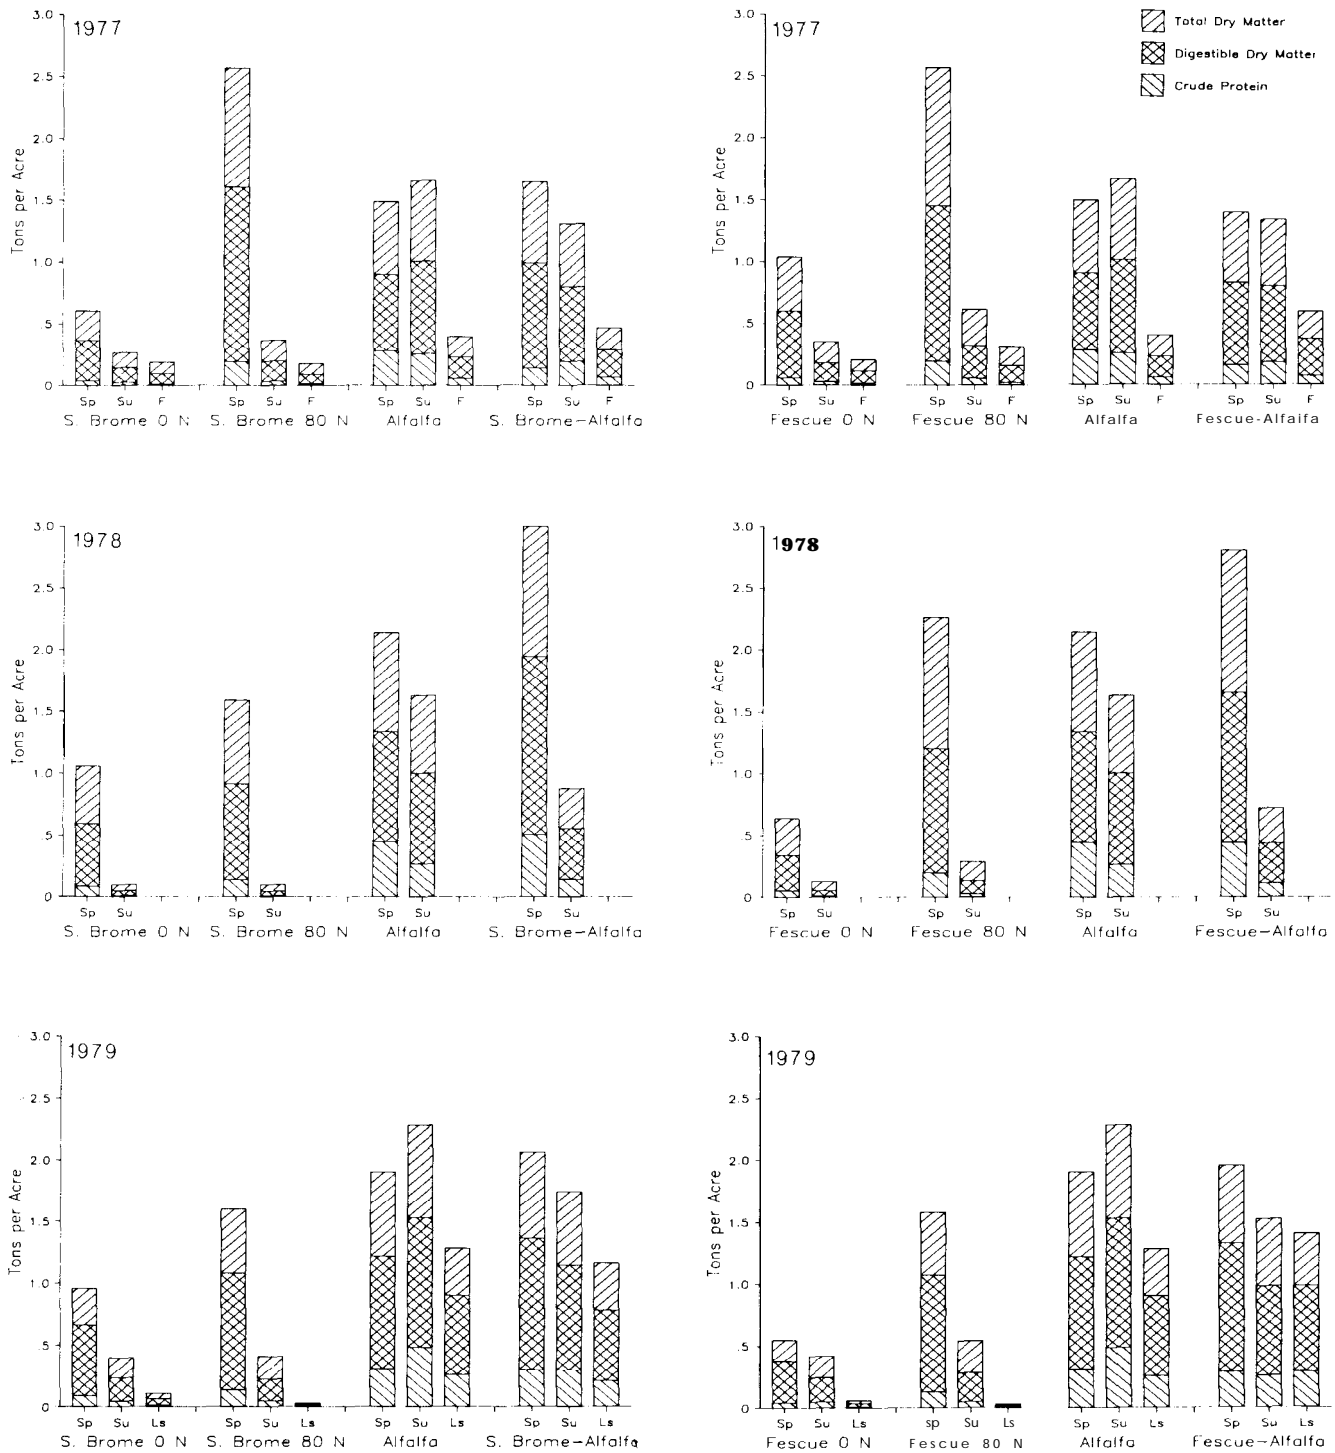 1977
3.0
2.5
2.0
1.5
1.0
.5
0
Tons per Acre
Sp Su F Sp Su F Sp Su F Sp Su F
S. Brome 0 N S. Brome 80 N Alfalfa S. Brome-Alfalfa
1977
3.0
2.5
2.0
1.5
1.0
.5
0
Tons per Acre
Total Dry Matter
Digestible Dry Matter
Crude Protein
Sp Su F Sp Su F Sp Su F Sp Su F
Fescue 0 N Fescue 80 N Alfalfa Fescue-Alfaifa
1978
3.0
2.5
2.0
1.5
1.0
.5
0
Tons per Acre
Sp Su Sp Su Sp Su Sp Su
S. Brome 0 N S. Brome 80 N Alfalfa S. Brome-Alfalfa
1978
3.0
2.5
2.0
1.5
1.0
.5
0
Tons per Acre
Sp Su Sp Su Sp Su Sp Su
Fescue 0 N Fescue 80 N Alfalfa Fescue-Alfalfa
1979
3.0
2.5
2.0
1.5
1.0
.5
0
Tons per Acre
Sp Su Ls Sp Su Ls Sp Su Ls Sp Su Ls
S. Brome 0 N S. Brome 80 N Alfalfa S. Brome-Alfalfa
1979
3.0
2.5
2.0
1.5
1.0
.5
0
Tons per Acre
Sp Su Ls sp Su Ls Sp Su Ls Sp Su Ls
Fescue 0 N Fescue 80 N Alfalfa Fescue-Alfalfa